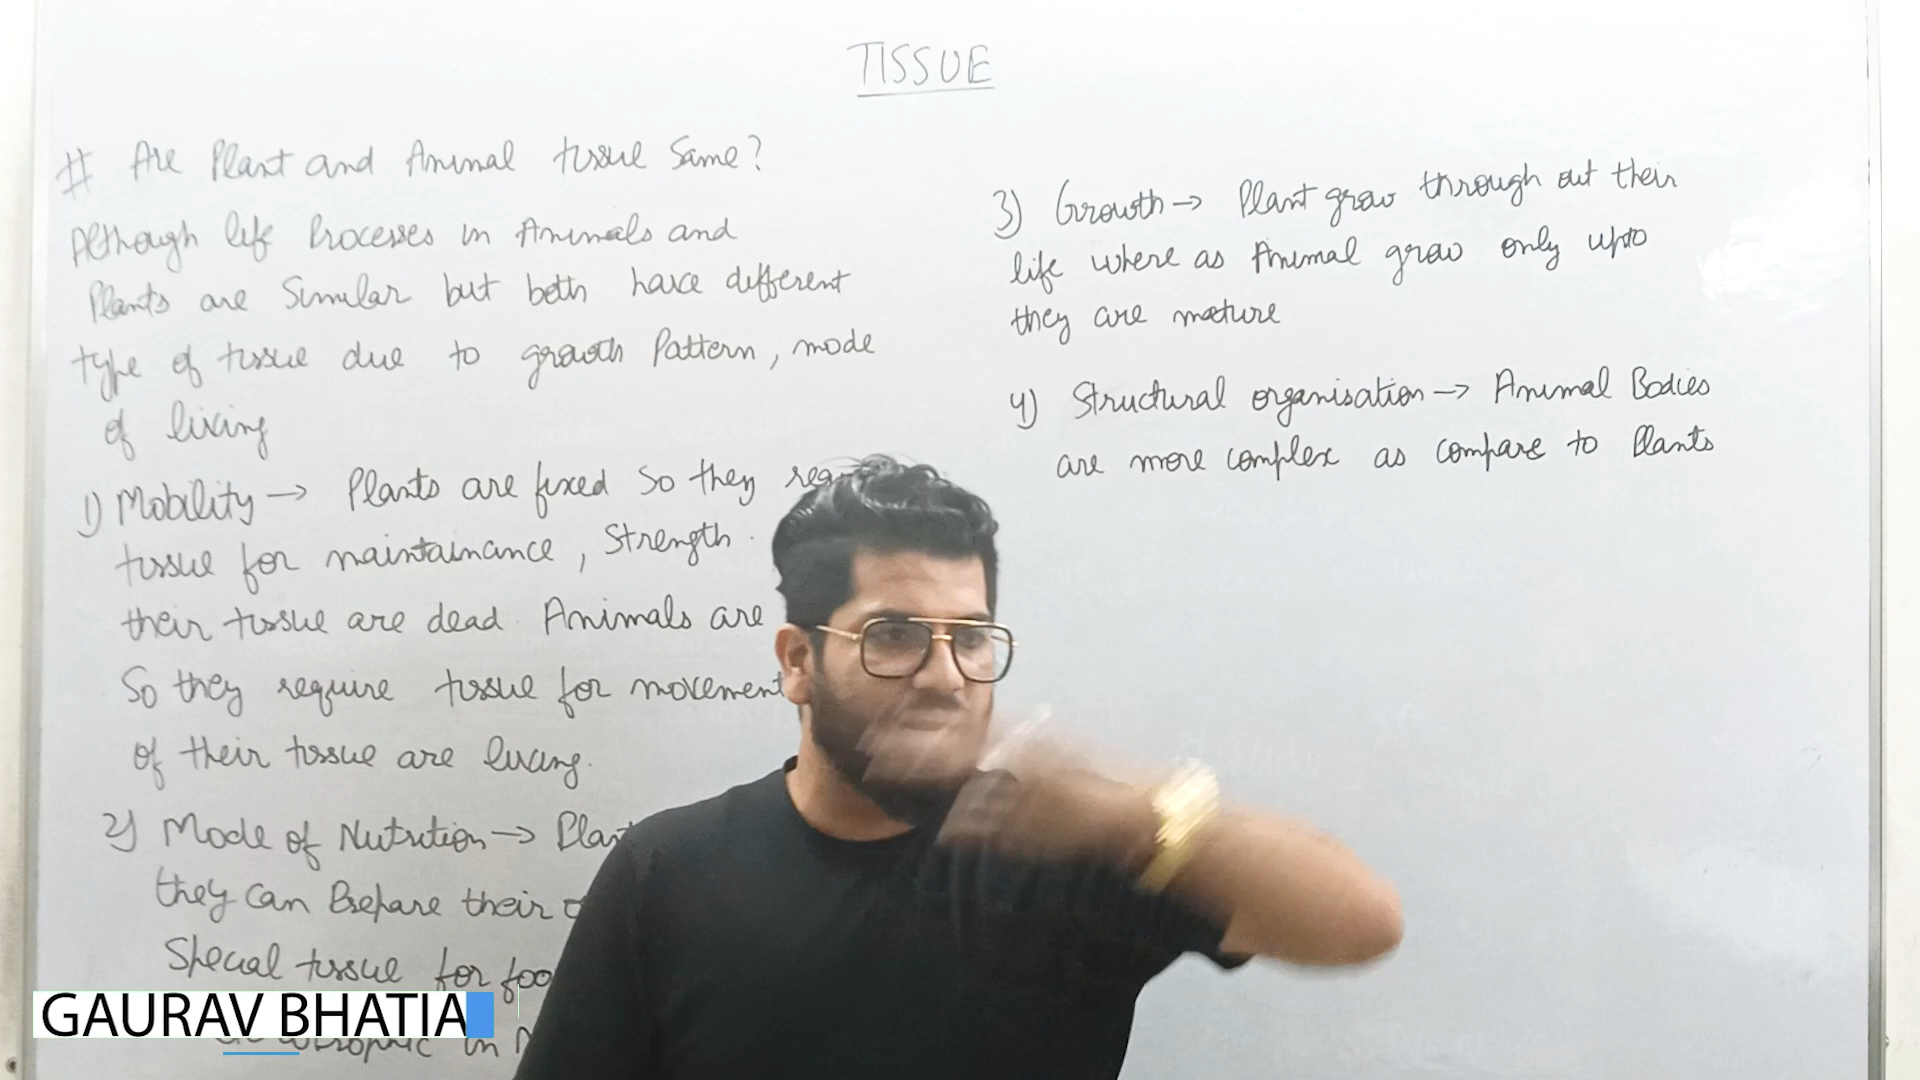 TISSUE
# Are Plant and Animal tissue Same?
Although life Processes in Animals and
Plants are Similar but both have different
type of tissue due to growth Pattern, mode
of living
1) Mobility → Plants are fixed So they
tissue for maintainance, Strength.
their tissue are dead. Animals are
So they require tissue for movement
of their tissue are living.
2) Mode of Nutrition →
they Can Prepare their
Special tissue for
in
3) Growth → Plant grow through out their
life where as Animal grow only upto
they are mature
4) Structural organisation → Animal Bodies
are more complex as compare to Plants
GAURAV BHATIA